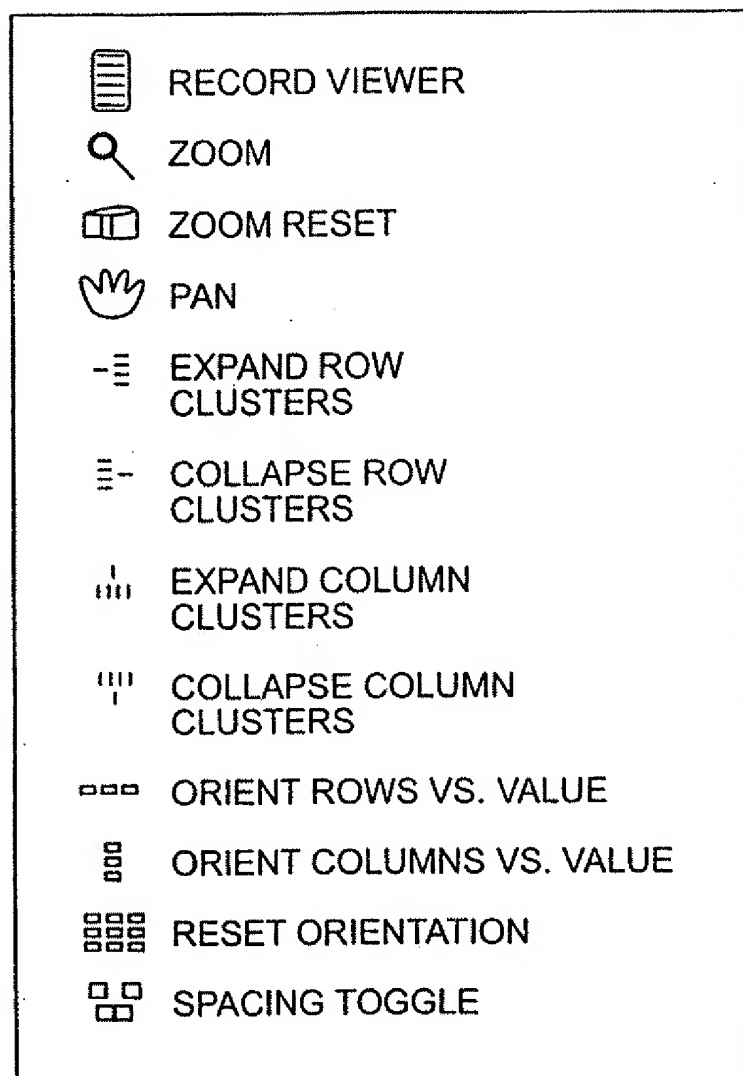 RECORD VIEWER
ZOOM
ZOOM RESET
PAN
EXPAND ROW
CLUSTERS
COLLAPSE ROW
CLUSTERS
EXPAND COLUMN
CLUSTERS
COLLAPSE COLUMN
CLUSTERS
ORIENT ROWS VS. VALUE
ORIENT COLUMNS VS. VALUE
RESET ORIENTATION
SPACING TOGGLE